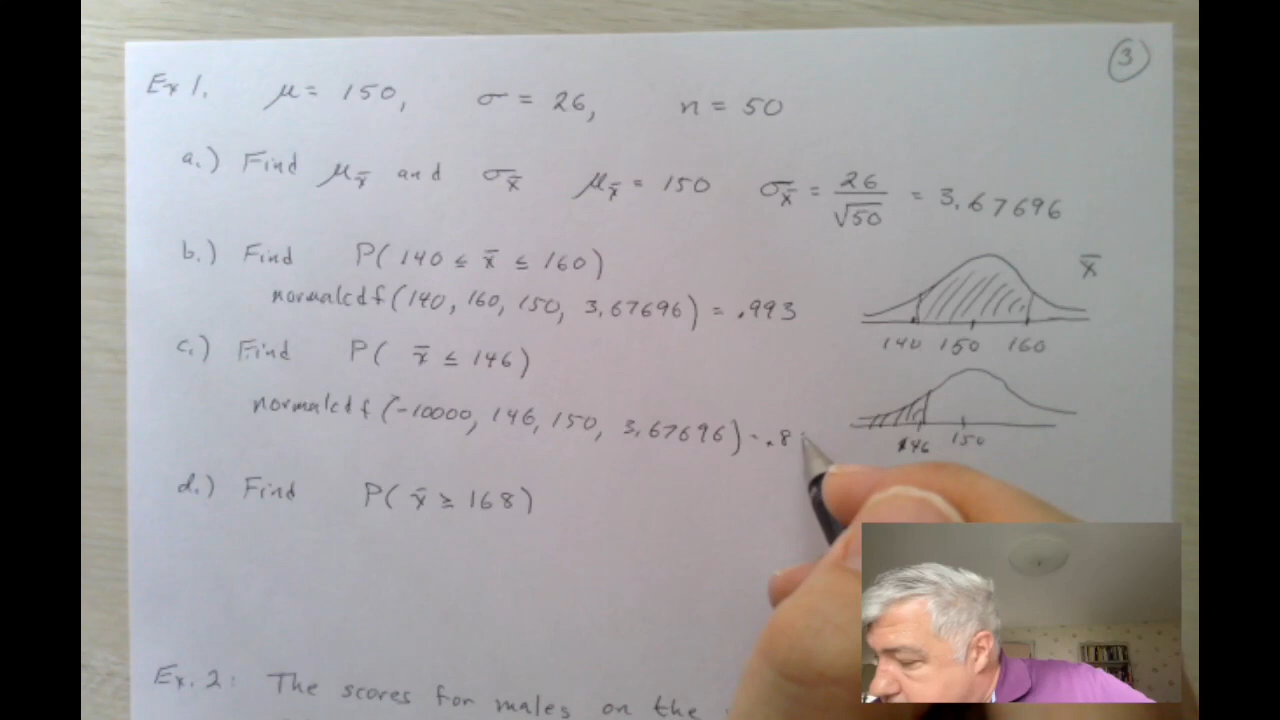 ③
Ex 1. μ = 150, σ = 26, n = 50
a.) Find μx̄ and σx̄ μx̄ = 150 σx̄ = 26/√50 = 3.67696
b.) Find P( 140 ≤ x̄ ≤ 160 )
normalcdf ( 140, 160, 150, 3.67696 ) = .993
x̄
140 150 160
c.) Find P( x̄ ≤ 146 )
normalcdf (-10000, 146, 150, 3.67696 ) - .8
146 150
d.) Find P( x̄ ≥ 168 )
Ex. 2: The scores for males on the